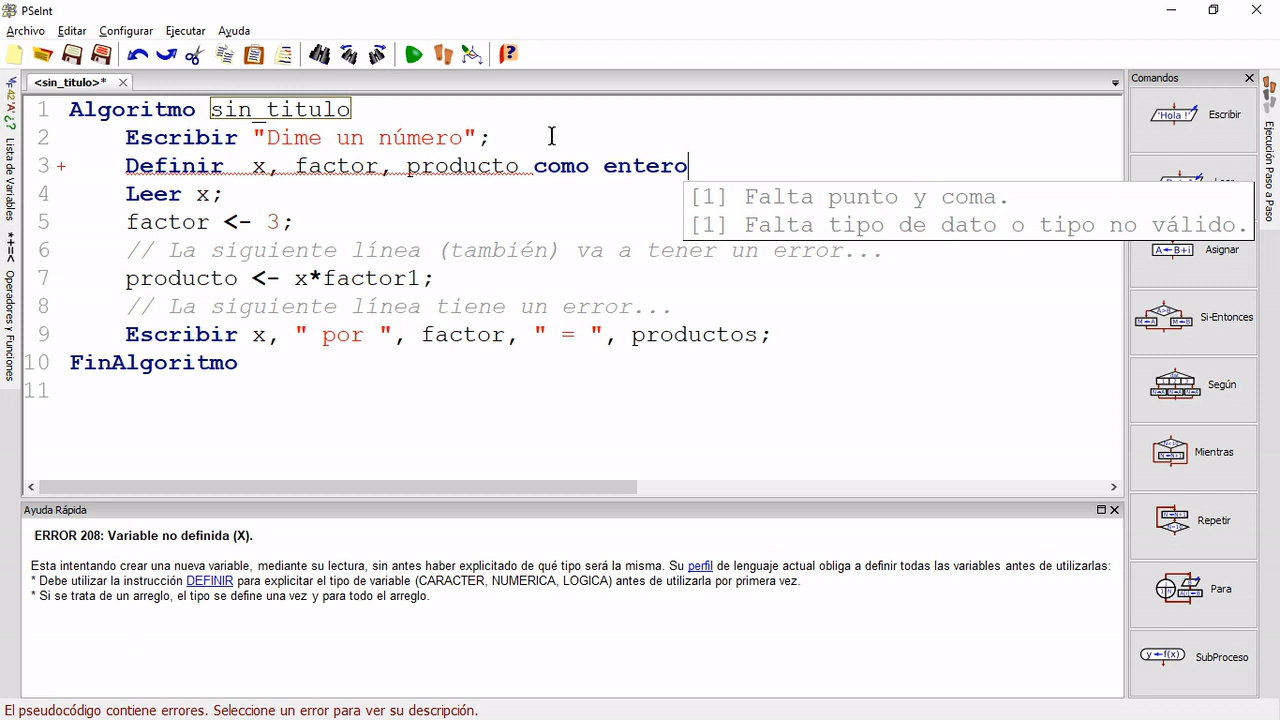 PSeInt
Archivo Editar Configurar Ejecutar Ayuda
<sin_titulo>*
1 Algoritmo sin_titulo
2 Escribir "Dime un número";
3 + Definir  x, factor, producto como entero
[1] Falta punto y coma.
[1] Falta tipo de dato o tipo no válido.
4 Leer x;
5 factor <- 3;
6 // La siguiente línea (también) va a tener un error...
7 producto <- x*factor1;
8 // La siguiente línea tiene un error...
9 Escribir x, " por ", factor, " = ", productos;
10 FinAlgoritmo
11
Ayuda Rápida
ERROR 208: Variable no definida (X).
Esta intentando crear una nueva variable, mediante su lectura, sin antes haber explicitado de qué tipo será la misma. Su perfil de lenguaje actual obliga a definir todas las variables antes de utilizarlas:
* Debe utilizar la instrucción DEFINIR para explicitar el tipo de variable (CARACTER, NUMERICA, LOGICA) antes de utilizarla por primera vez.
* Si se trata de un arreglo, el tipo se define una vez y para todo el arreglo.
El pseudocódigo contiene errores. Seleccione un error para ver su descripción.
Lista de Variables
Operadores y Funciones
Comandos
'Hola !' Escribir
A←B+I Asignar
Si-Entonces
Según
Mientras
Repetir
Para
y←f(x) SubProceso
Ejecución Paso a Paso